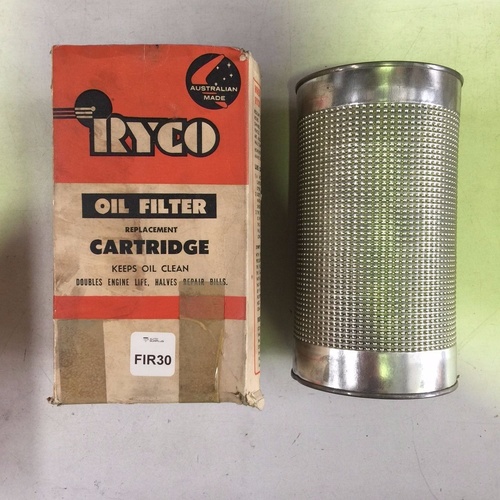 AUSTRALIAN
MADE
RYCO
OIL FILTER
REPLACEMENT
CARTRIDGE
KEEPS OIL CLEAN
DOUBLES ENGINE LIFE, HALVES REPAIR BILLS.
FIR30